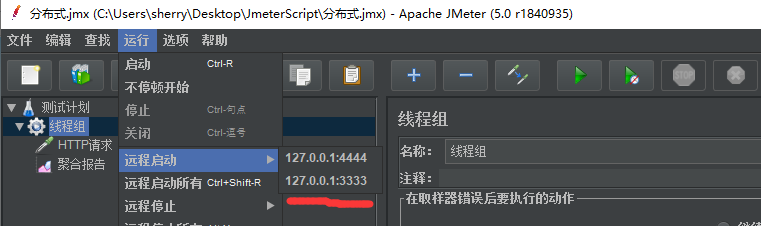 分布式.jmx (C:\Users\sherry\Desktop\JmeterScript\分布式.jmx) - Apache JMeter (5.0 r1840935)
文件 编辑 查找 运行 选项 帮助
启动 Ctrl-R
不停顿开始
停止 Ctrl-句点
关闭 Ctrl-逗号
远程启动
127.0.0.1:4444
127.0.0.1:3333
远程启动所有 Ctrl+Shift-R
远程停止
STOP
测试计划
线程组
HTTP请求
聚合报告
线程组
名称： 线程组
注释：
在取样器错误后要执行的动作